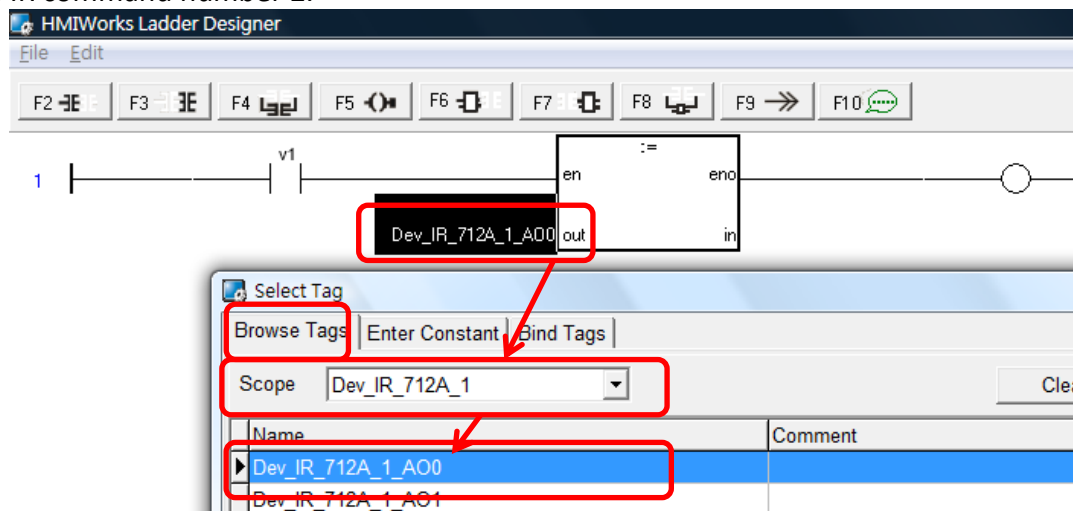 HMIWorks Ladder Designer
File Edit
F2 F3 F4 F5 F6 F7 F8 F9 F10
v1 :=
1 en eno
Dev_IR_712A_1_AO0 out in
Select Tag
Browse Tags Enter Constant Bind Tags
Scope Dev_IR_712A_1
Name Comment
Dev_IR_712A_1_AO0
Dev_IR_712A_1_AO1